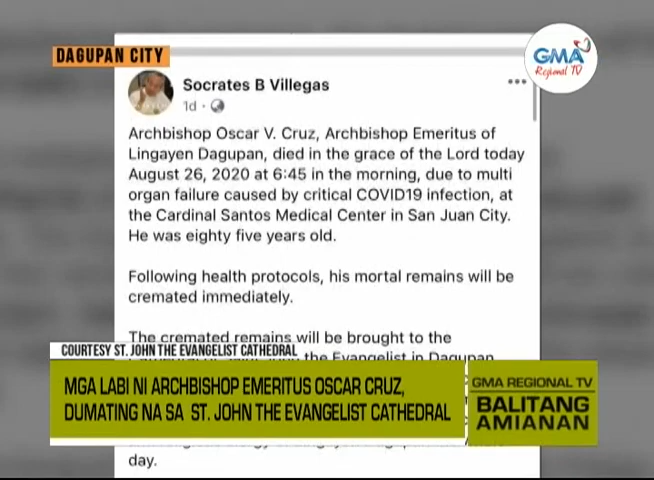 DAGUPAN CITY
GMA
Regional TV
Socrates B Villegas
1d
Archbishop Oscar V. Cruz, Archbishop Emeritus of
Lingayen Dagupan, died in the grace of the Lord today
August 26, 2020 at 6:45 in the morning, due to multi
organ failure caused by critical COVID19 infection, at
the Cardinal Santos Medical Center in San Juan City.
He was eighty five years old.
Following health protocols, his mortal remains will be
cremated immediately.
The cremated remains will be brought to the
the Evangelist in Dagupan
COURTESY ST. JOHN THE EVANGELIST CATHEDRAL
MGA LABI NI ARCHBISHOP EMERITUS OSCAR CRUZ,
DUMATING NA SA ST. JOHN THE EVANGELIST CATHEDRAL
GMA REGIONAL TV
BALITANG
AMIANAN
day.